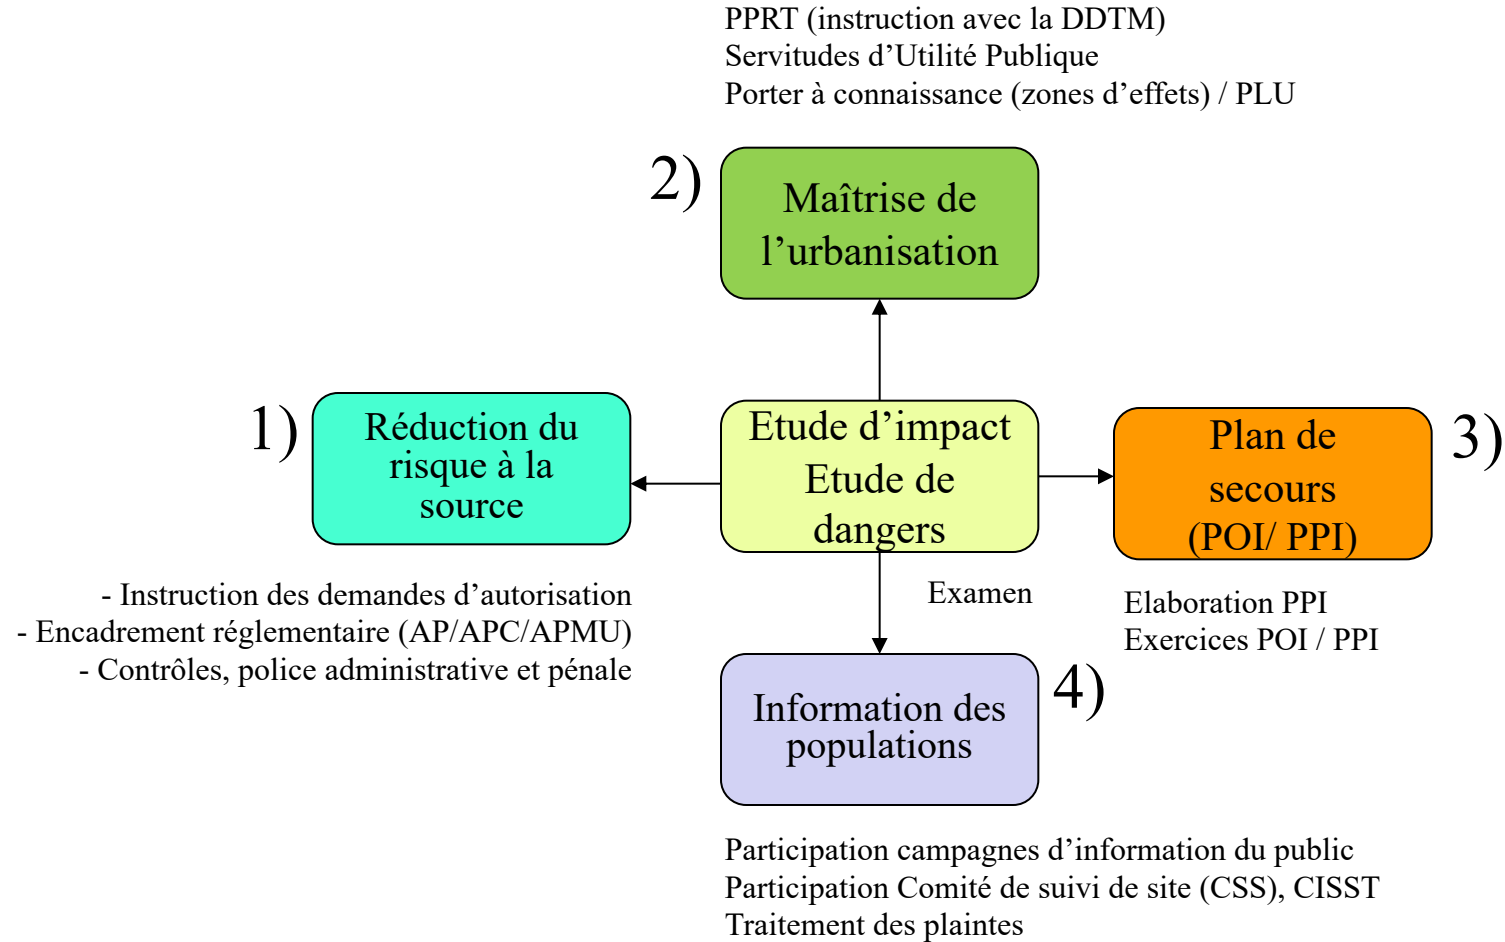 PPRT (instruction avec la DDTM)
Servitudes d’Utilité Publique
Porter à connaissance (zones d’effets) / PLU
2)
Maîtrise de
l’urbanisation
1)
Réduction du
risque à la
source
Etude d’impact
Etude de
dangers
Plan de
secours
(POI/ PPI)
3)
- Instruction des demandes d’autorisation
- Encadrement réglementaire (AP/APC/APMU)
- Contrôles, police administrative et pénale
Examen
Elaboration PPI
Exercices POI / PPI
Information des
populations
4)
Participation campagnes d’information du public
Participation Comité de suivi de site (CSS), CISST
Traitement des plaintes